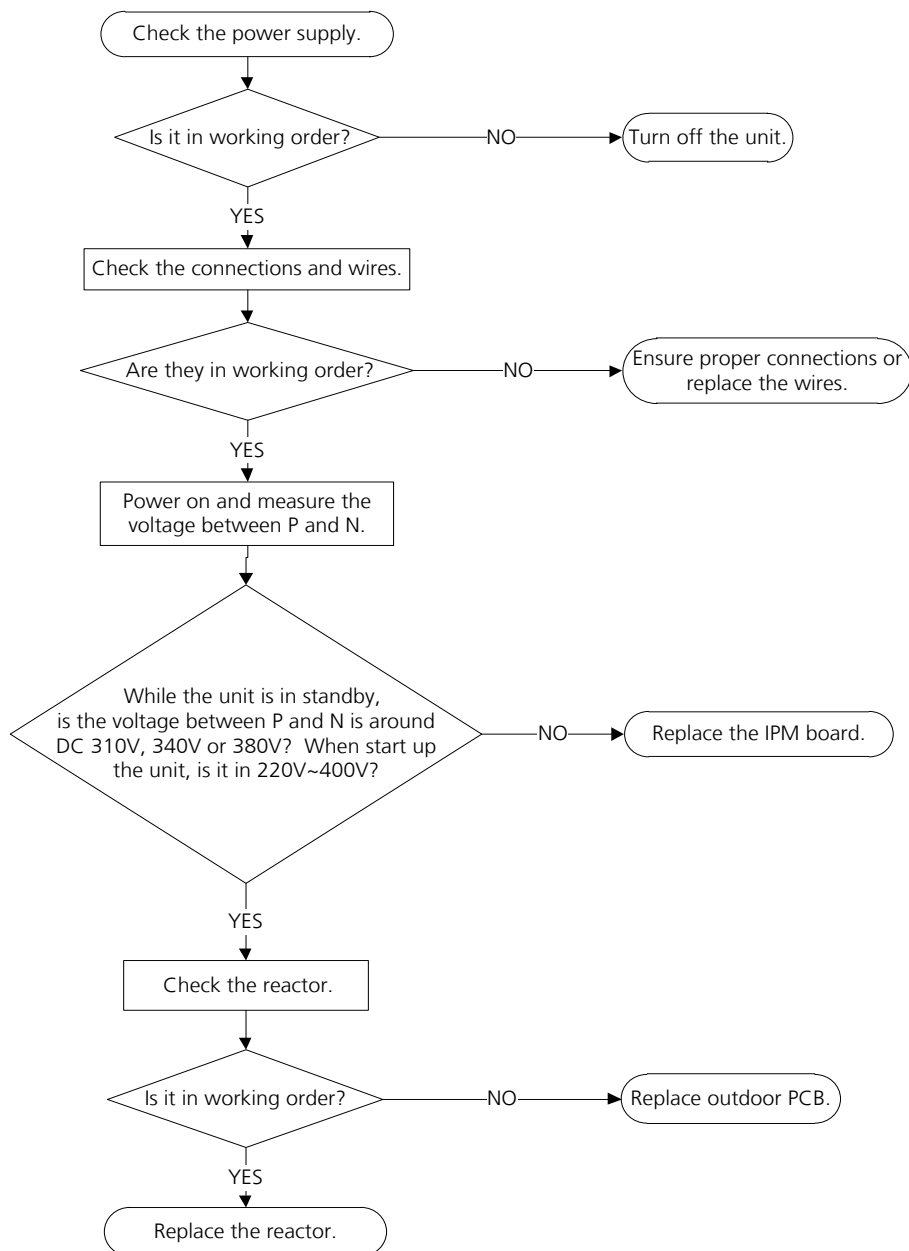 Check the power supply.
Is it in working order?
NO
Turn off the unit.
YES
Check the connections and wires.
Are they in working order?
NO
Ensure proper connections or
replace the wires.
YES
Power on and measure the
voltage between P and N.
While the unit is in standby,
is the voltage between P and N is around
DC 310V, 340V or 380V? When start up
the unit, is it in 220V~400V?
NO
Replace the IPM board.
YES
Check the reactor.
Is it in working order?
NO
Replace outdoor PCB.
YES
Replace the reactor.